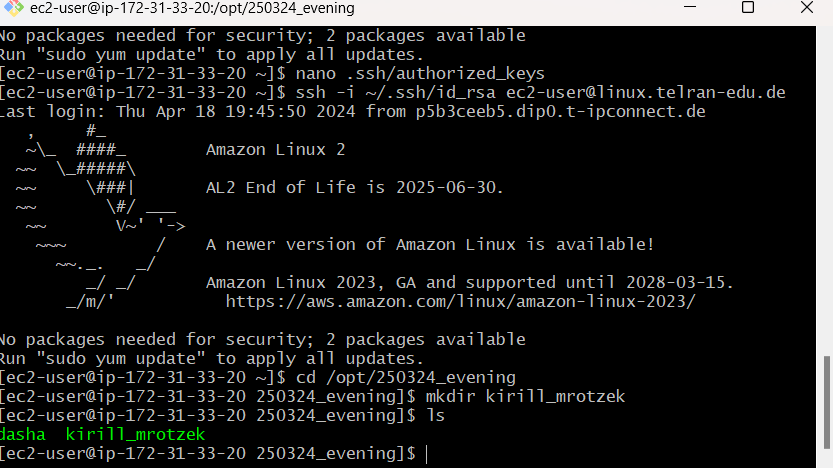 ec2-user@ip-172-31-33-20:/opt/250324_evening
No packages needed for security; 2 packages available
Run "sudo yum update" to apply all updates.
[ec2-user@ip-172-31-33-20 ~]$ nano .ssh/authorized_keys
[ec2-user@ip-172-31-33-20 ~]$ ssh -i ~/.ssh/id_rsa ec2-user@linux.telran-edu.de
Last login: Thu Apr 18 19:45:50 2024 from p5b3ceeb5.dip0.t-ipconnect.de
   ,     #_
   ~\_  ####_        Amazon Linux 2
  ~~  \_#####\
  ~~     \###|       AL2 End of Life is 2025-06-30.
  ~~       \#/ ___
   ~~       V~' '->
    ~~~         /    A newer version of Amazon Linux is available!
      ~~._.   _/
         _/ _/       Amazon Linux 2023, GA and supported until 2028-03-15.
       _/m/'           https://aws.amazon.com/linux/amazon-linux-2023/
No packages needed for security; 2 packages available
Run "sudo yum update" to apply all updates.
[ec2-user@ip-172-31-33-20 ~]$ cd /opt/250324_evening
[ec2-user@ip-172-31-33-20 250324_evening]$ mkdir kirill_mrotzek
[ec2-user@ip-172-31-33-20 250324_evening]$ ls
dasha  kirill_mrotzek
[ec2-user@ip-172-31-33-20 250324_evening]$